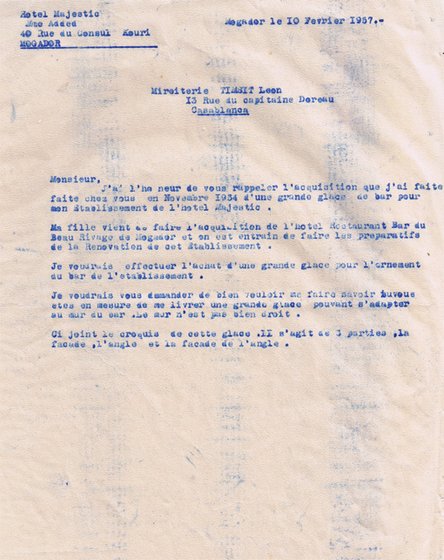 Hotel Majestic
Mme Added
40 Rue du Consul Kouri
MOGADOR
Mogador le 10 Fevrier 1957.-
Miroiterie TIMSIT Leon
13 Rue du capitaine Dereau
Casablanca
Monsieur,
J'ai l'ho neur de vous rappeler l'acquisition que j'ai faite
faite chez vous en Novembre 1934 d'une grande glace de bar pour
mon Etablissement de l'hotel Majestic .
Ma fille vient de faire l'acquisition de l'hotel Restaurant Bar du
Beau Rivage de Mogador et on est entrain de faire les preparatifs
de la Renovation de cet Etablissement .
Je voudrais effectuer l'achat d'une grande glace pour l'ornement
du bar de l'etablissement .
Je voudrais vous demander de bien vouloir me faire savoir si vous
etes en mesure de me livrer une grande glace pouvant s'adapter
au mur du bar .Le mur n'est pas bien droit .
Ci joint le croquis de cette glace .Il s'agit de 3 parties ,la
facade ,l'angle et la facade de l'angle .